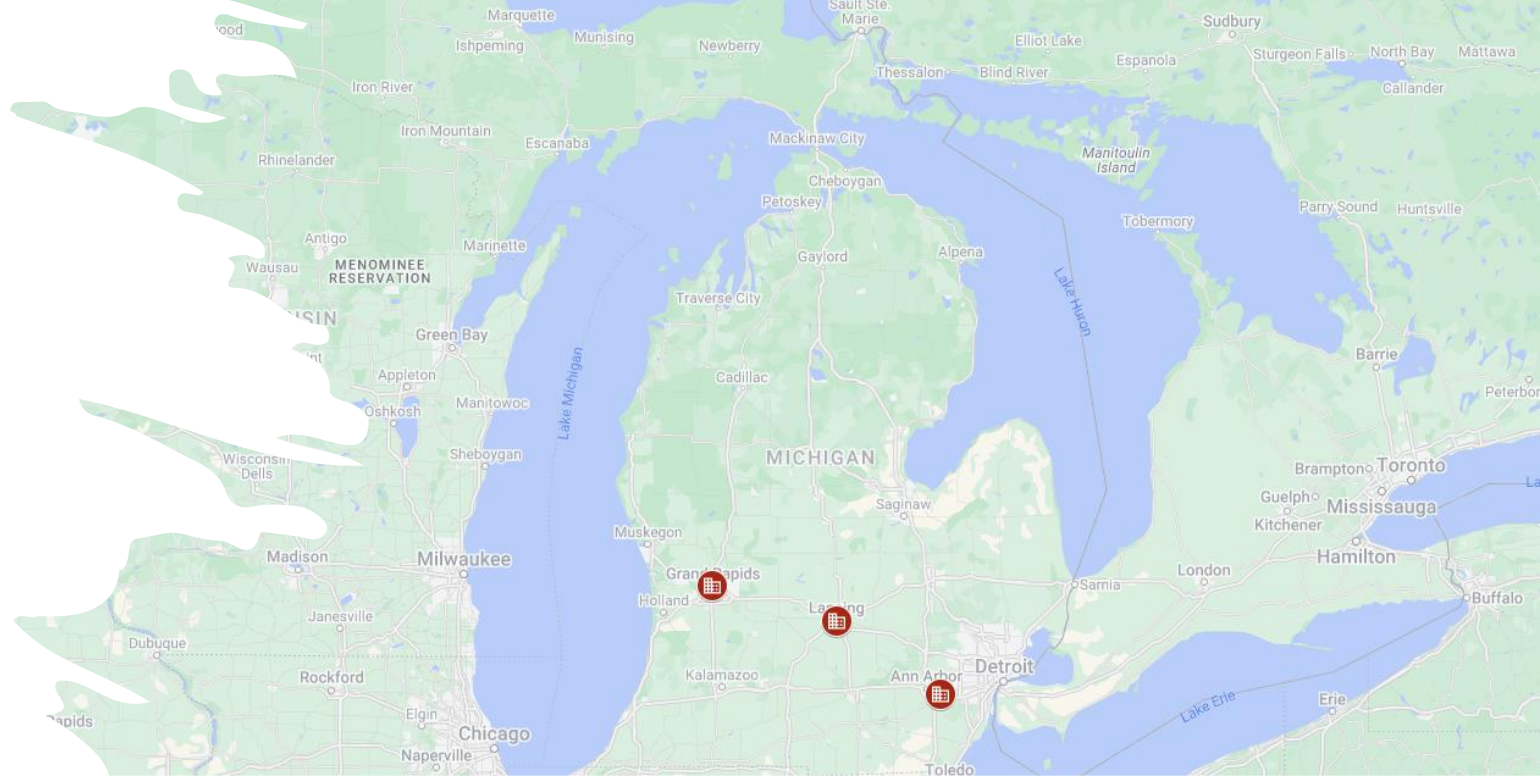 Sault Ste.
Marie
Marquette
Sudbury
Ishpeming
Munising
Newberry
Elliot Lake
Espanola
Sturgeon Falls
North Bay
Mattawa
Thessalon
Blind River
Callander
Iron River
Iron Mountain
Escanaba
Mackinaw City
Manitoulin
Island
Rhinelander
Cheboygan
Petoskey
Parry Sound
Huntsville
Tobermory
Antigo
Marinette
Gaylord
Alpena
Wausau
MENOMINEE
RESERVATION
Traverse City
Lake Huron
Green Bay
Barrie
Appleton
Cadillac
Lake Michigan
Manitowoc
Oshkosh
Sheboygan
MICHIGAN
Wisconsin
Dells
Brampton
Toronto
Saginaw
Guelph
Mississauga
Kitchener
Muskegon
Madison
Milwaukee
Hamilton
Grand Rapids
London
Sarnia
Holland
Lansing
Buffalo
Janesville
Dubuque
Rockford
Kalamazoo
Ann Arbor
Detroit
Lake Erie
Erie
Elgin
Chicago
Naperville
Toledo